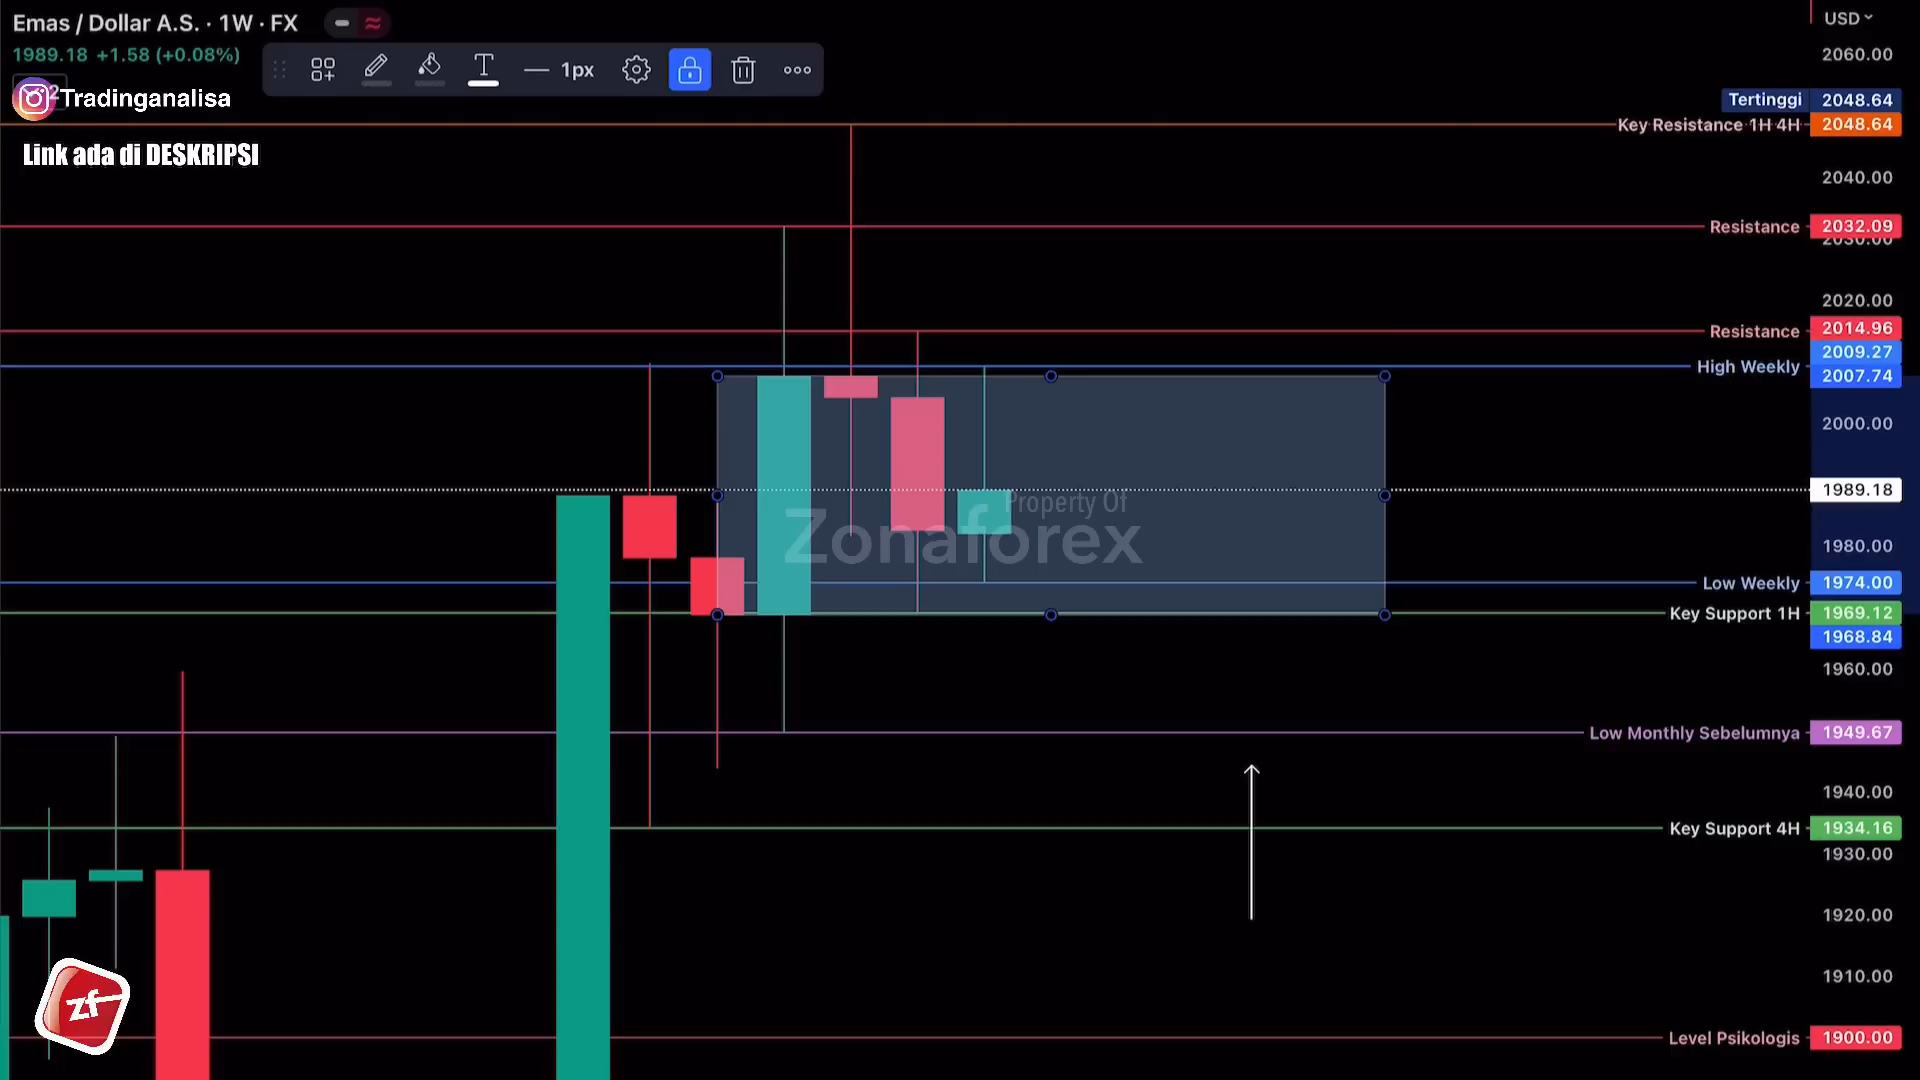 Emas / Dollar A.S. · 1W · FX
USD
1989.18 +1.58 (+0.08%)
T
1px
2060.00
Tradinganalisa
Tertinggi 2048.64
Key Resistance 1H 4H 2048.64
Link ada di DESKRIPSI
2040.00
Resistance 2032.09
2030.00
2020.00
Resistance 2014.96
2009.27
High Weekly
2007.74
2000.00
1989.18
Property Of
Zonaforex
1980.00
Low Weekly 1974.00
Key Support 1H 1969.12
1968.84
1960.00
Low Monthly Sebelumnya 1949.67
1940.00
Key Support 4H 1934.16
1930.00
1920.00
1910.00
zf
Level Psikologis 1900.00